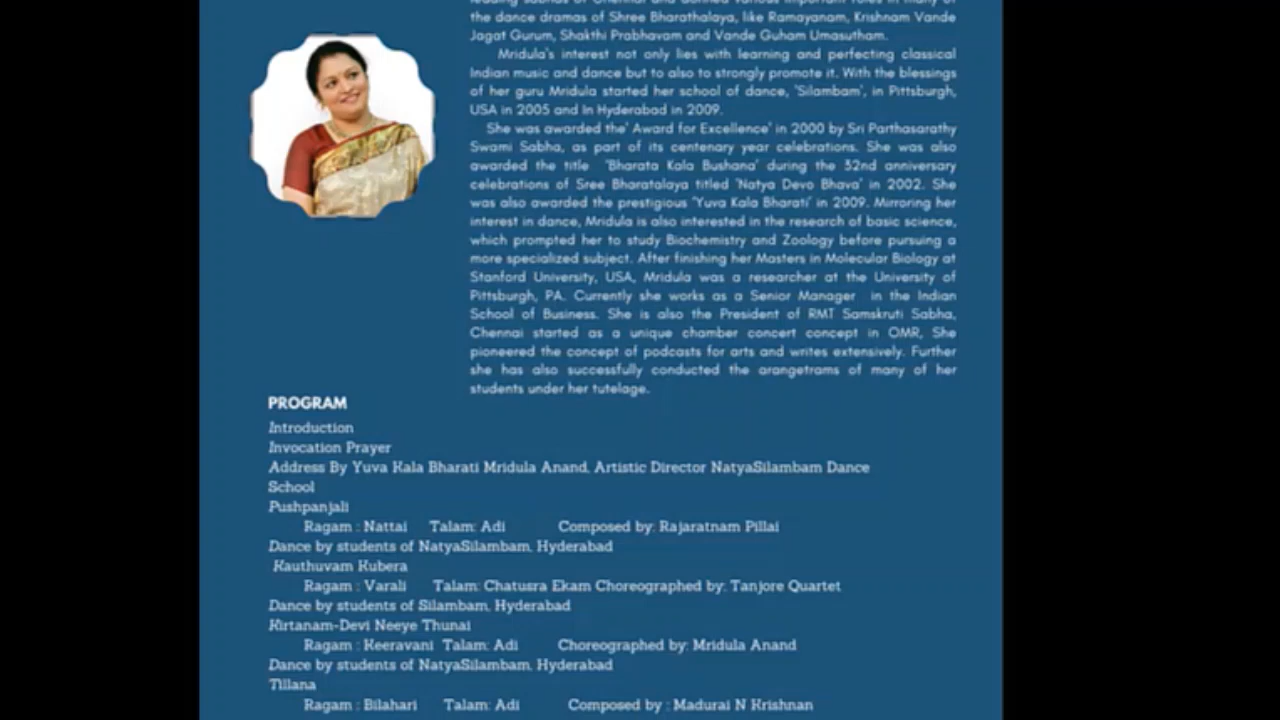 leading sabhas of Chennai and donned various important roles in many of
the dance dramas of Shree Bharathalaya, like Ramayanam, Krishnam Vande
Jagat Gurum, Shakthi Prabhavam and Vande Guham Umasutham.
Mridula's interest not only lies with learning and perfecting classical
Indian music and dance but to also to strongly promote it. With the blessings
of her guru Mridula started her school of dance, 'Silambam', in Pittsburgh,
USA in 2005 and In Hyderabad in 2009.
She was awarded the' Award for Excellence' in 2000 by Sri Parthasarathy
Swami Sabha, as part of its centenary year celebrations. She was also
awarded the title 'Bharata Kala Bushana' during the 32nd anniversary
celebrations of Sree Bharatalaya titled 'Natya Devo Bhava' in 2002. She
was also awarded the prestigious 'Yuva Kala Bharati' in 2009. Mirroring her
interest in dance, Mridula is also interested in the research of basic science,
which prompted her to study Biochemistry and Zoology before pursuing a
more specialized subject. After finishing her Masters in Molecular Biology at
Stanford University, USA, Mridula was a researcher at the University of
Pittsburgh, PA. Currently she works as a Senior Manager in the Indian
School of Business. She is also the President of RMT Samskruti Sabha,
Chennai started as a unique chamber concert concept in OMR, She
pioneered the concept of podcasts for arts and writes extensively. Further
she has also successfully conducted the arangetrams of many of her
students under her tutelage.
PROGRAM
Introduction
Invocation Prayer
Address By Yuva Kala Bharati Mridula Anand, Artistic Director NatyaSilambam Dance
School
Pushpanjali
Ragam : Nattai Talam: Adi Composed by: Rajaratnam Pillai
Dance by students of NatyaSilambam, Hyderabad
Kauthuvam Kubera
Ragam : Varali Talam: Chatusra Ekam Choreographed by: Tanjore Quartet
Dance by students of Silambam, Hyderabad
Kirtanam-Devi Neeye Thunai
Ragam : Keeravani Talam: Adi Choreographed by: Mridula Anand
Dance by students of NatyaSilambam, Hyderabad
Tillana
Ragam : Bilahari Talam: Adi Composed by : Madurai N Krishnan